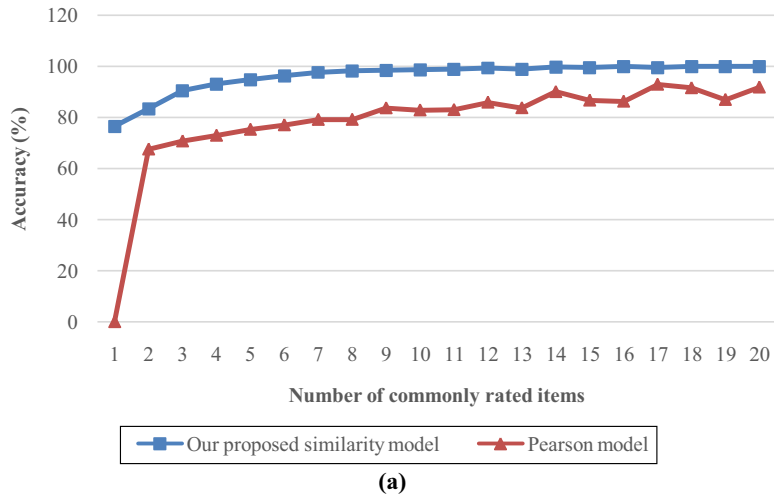 120
100
80
60
40
20
0
Accuracy (%)
1 2 3 4 5 6 7 8 9 10 11 12 13 14 15 16 17 18 19 20
Number of commonly rated items
Our proposed similarity model Pearson model
(a)